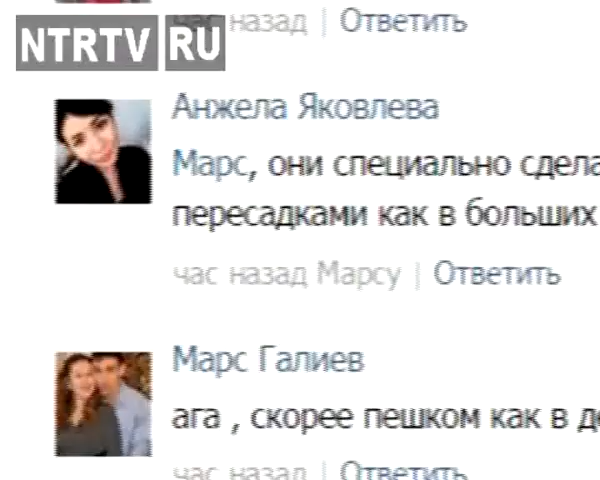 час назад | Ответить
NTRTV RU
Анжела Яковлева
Марс, они специально
пересадками как в больших
час назад Марсу | Ответить
Марс Галиев
ага , скорее пешком как в
час назад | Ответить